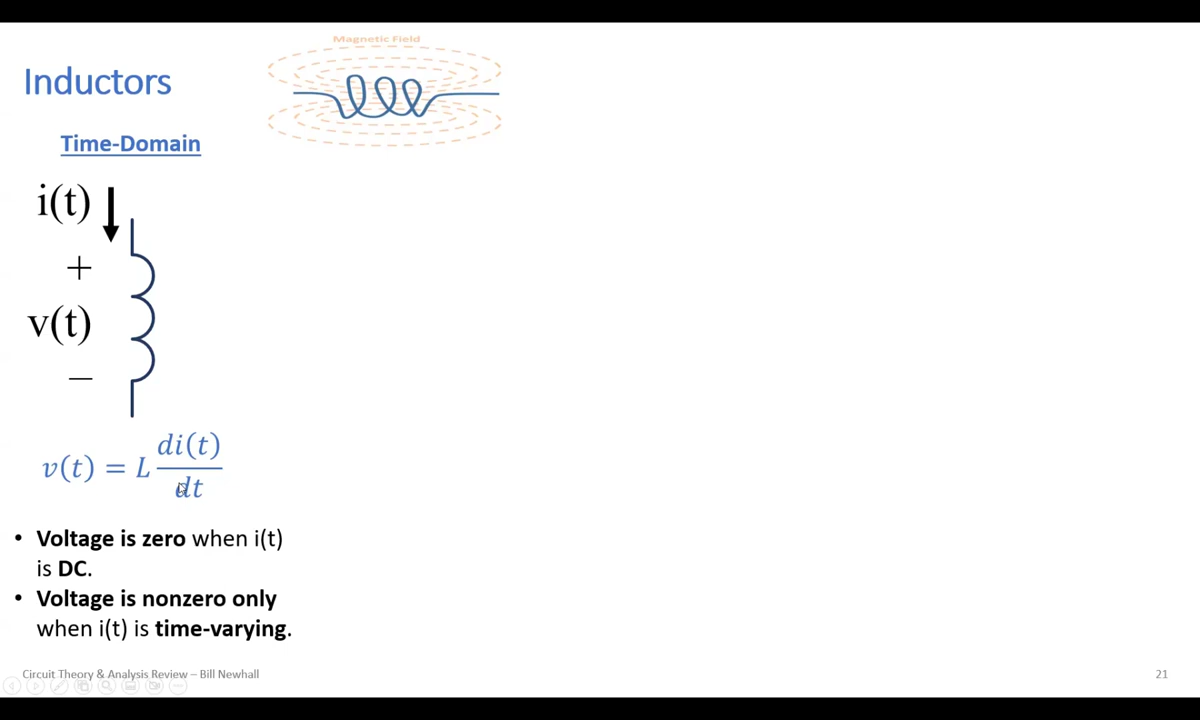 Magnetic Field
Inductors
Time-Domain
i(t)
+
v(t)
−
v(t) = L di(t)/dt
• Voltage is zero when i(t)
is DC.
• Voltage is nonzero only
when i(t) is time-varying.
Circuit Theory & Analysis Review – Bill Newhall
21